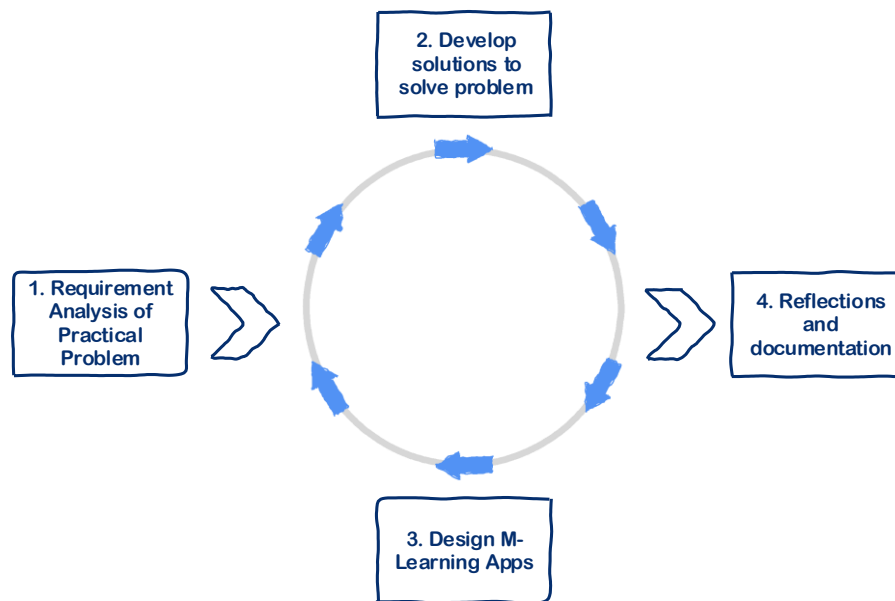 2. Develop
solutions to
solve problem
1. Requirement
Analysis of
Practical
Problem
4. Reflections
and
documentation
3. Design M-
Learning Apps